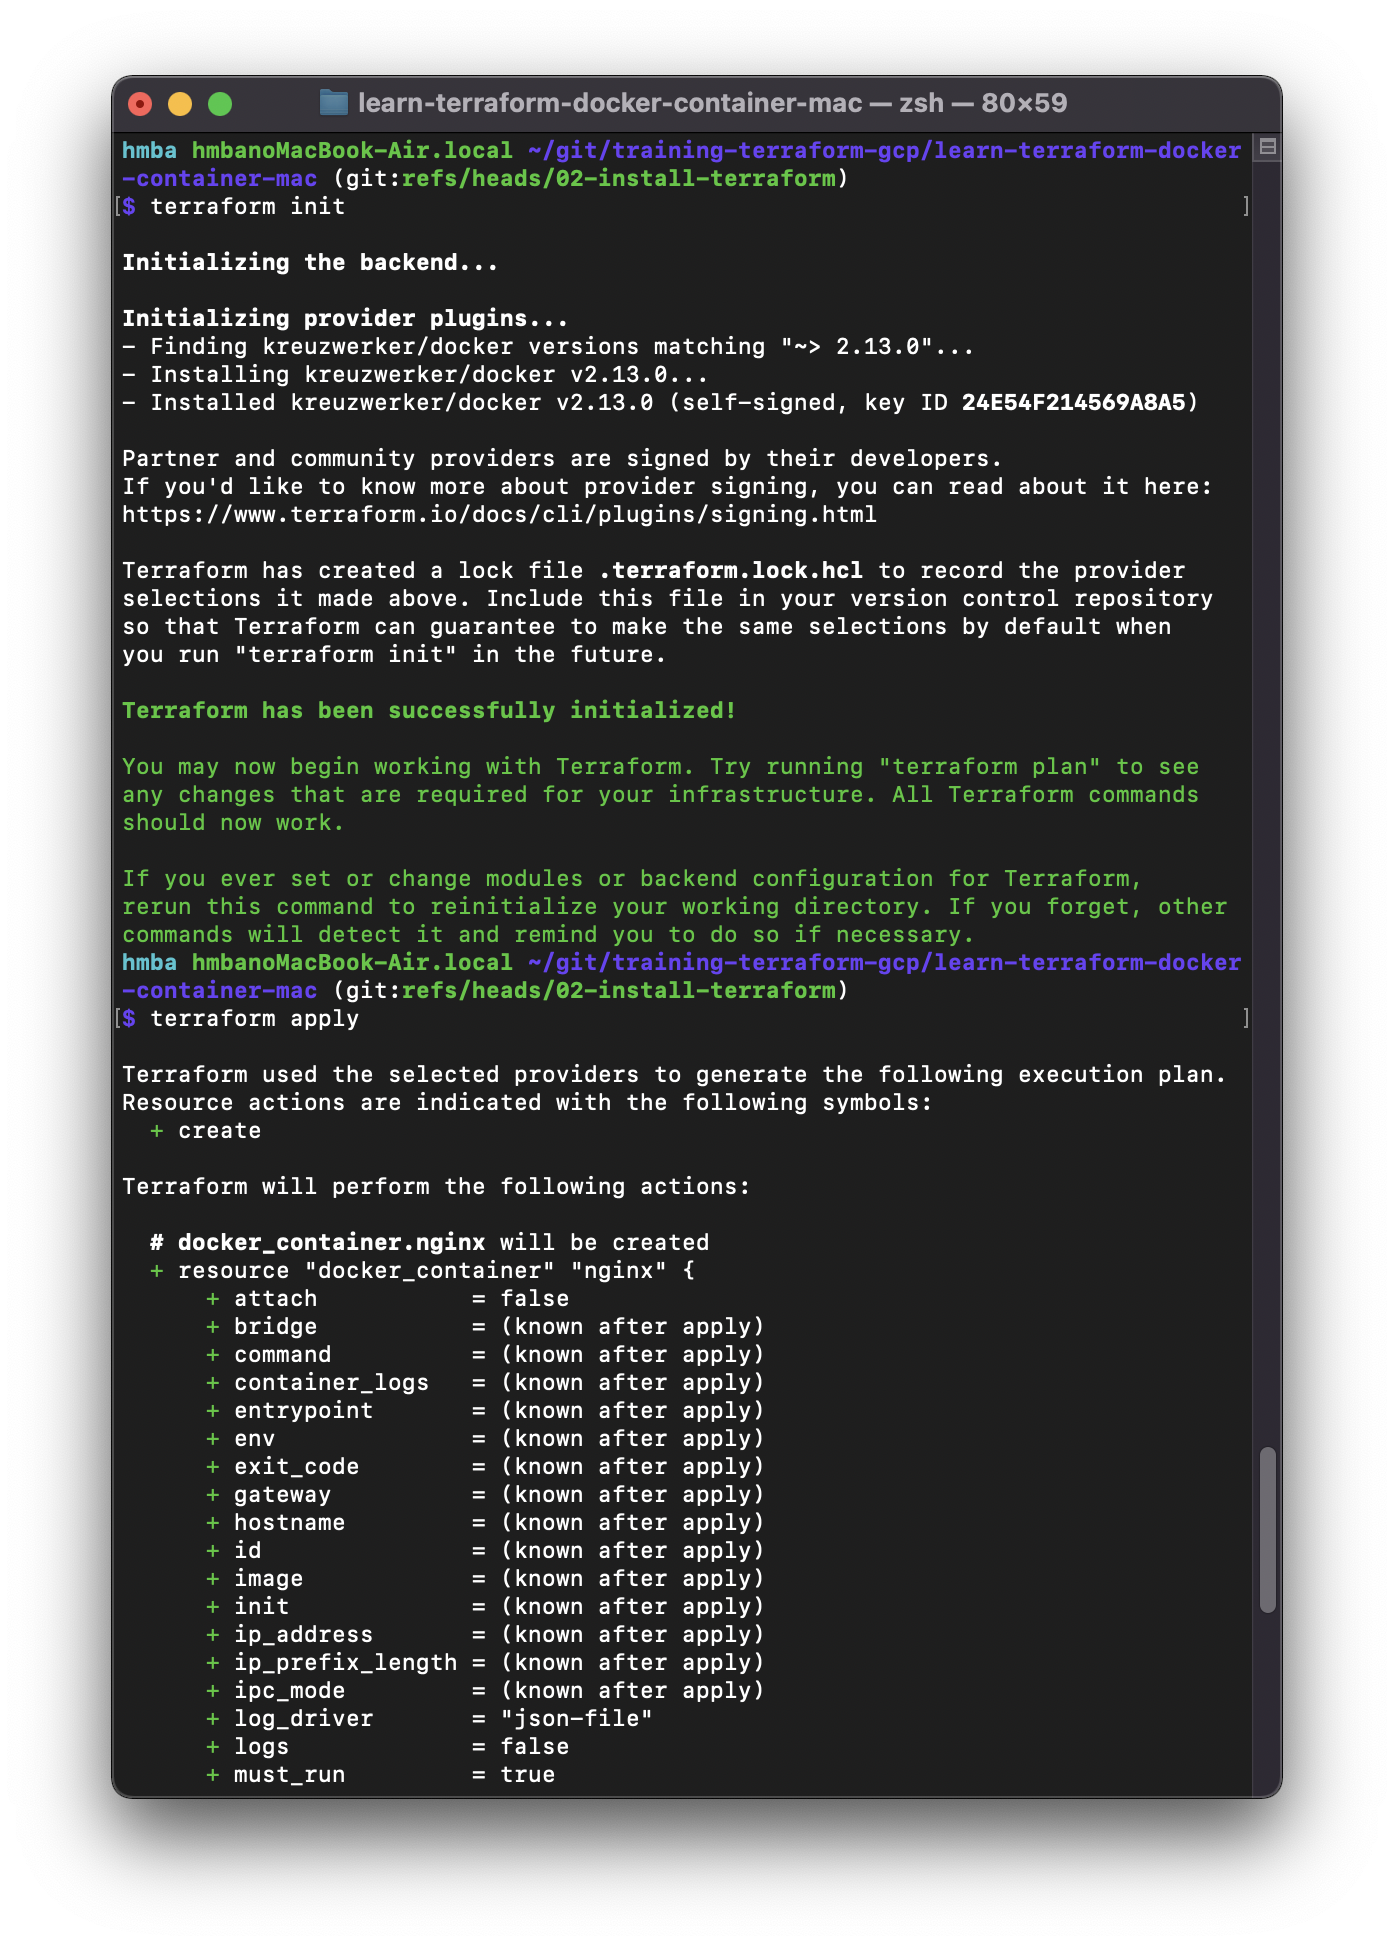 learn-terraform-docker-container-mac — zsh — 80×59
hmba hmbanoMacBook-Air.local ~/git/training-terraform-gcp/learn-terraform-docker
-container-mac (git:refs/heads/02-install-terraform)
[$ terraform init ]
Initializing the backend...
Initializing provider plugins...
- Finding kreuzwerker/docker versions matching "~> 2.13.0"...
- Installing kreuzwerker/docker v2.13.0...
- Installed kreuzwerker/docker v2.13.0 (self-signed, key ID 24E54F214569A8A5)
Partner and community providers are signed by their developers.
If you'd like to know more about provider signing, you can read about it here:
https://www.terraform.io/docs/cli/plugins/signing.html
Terraform has created a lock file .terraform.lock.hcl to record the provider
selections it made above. Include this file in your version control repository
so that Terraform can guarantee to make the same selections by default when
you run "terraform init" in the future.
Terraform has been successfully initialized!
You may now begin working with Terraform. Try running "terraform plan" to see
any changes that are required for your infrastructure. All Terraform commands
should now work.
If you ever set or change modules or backend configuration for Terraform,
rerun this command to reinitialize your working directory. If you forget, other
commands will detect it and remind you to do so if necessary.
hmba hmbanoMacBook-Air.local ~/git/training-terraform-gcp/learn-terraform-docker
-container-mac (git:refs/heads/02-install-terraform)
[$ terraform apply ]
Terraform used the selected providers to generate the following execution plan.
Resource actions are indicated with the following symbols:
  + create
Terraform will perform the following actions:
  # docker_container.nginx will be created
  + resource "docker_container" "nginx" {
      + attach           = false
      + bridge           = (known after apply)
      + command          = (known after apply)
      + container_logs   = (known after apply)
      + entrypoint       = (known after apply)
      + env              = (known after apply)
      + exit_code        = (known after apply)
      + gateway          = (known after apply)
      + hostname         = (known after apply)
      + id               = (known after apply)
      + image            = (known after apply)
      + init             = (known after apply)
      + ip_address       = (known after apply)
      + ip_prefix_length = (known after apply)
      + ipc_mode         = (known after apply)
      + log_driver       = "json-file"
      + logs             = false
      + must_run         = true